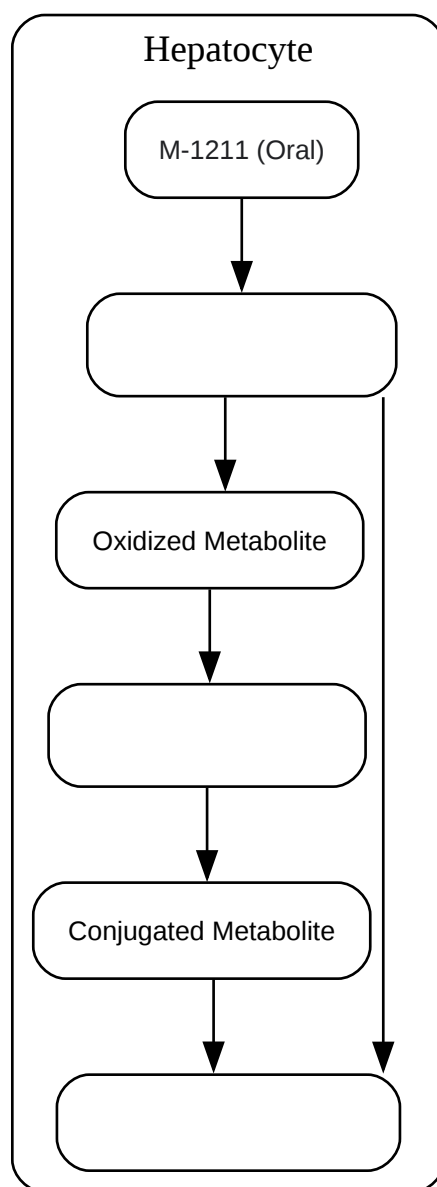 Hepatocyte
M-1211 (Oral)
Oxidized Metabolite
Conjugated Metabolite